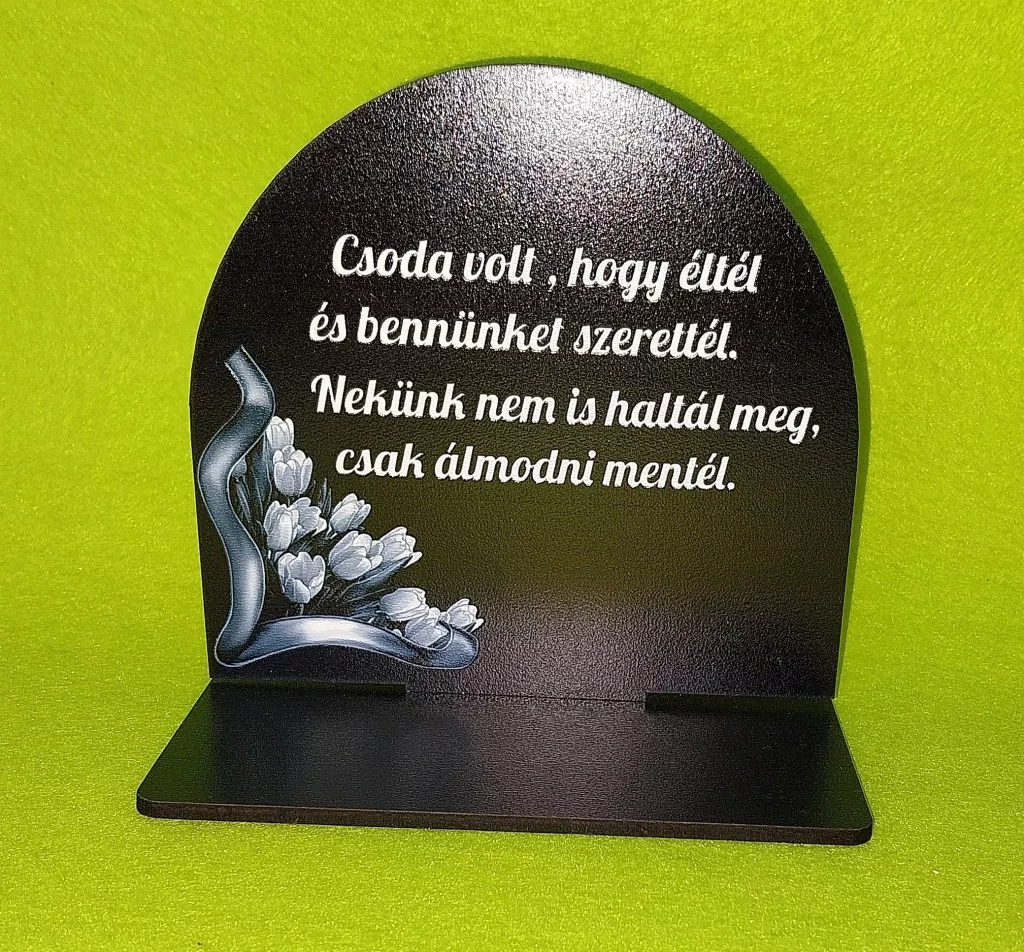 Csoda volt , hogy éltél
és bennünket szerettél.
Nekünk nem is haltál meg,
csak álmodni mentél.